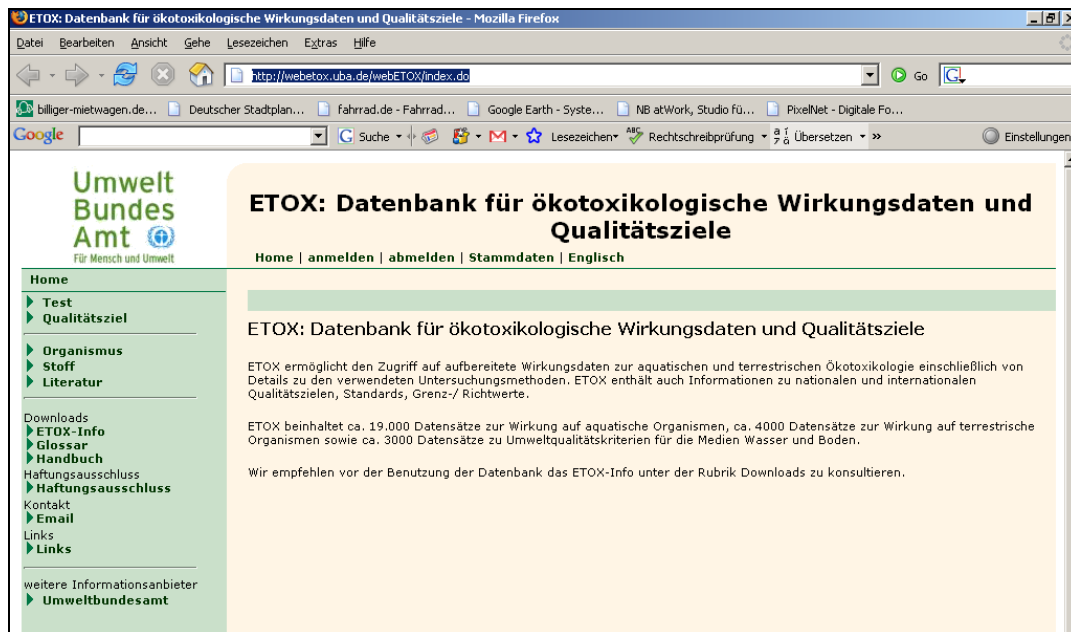 ETOX: Datenbank für ökotoxikologische Wirkungsdaten und Qualitätsziele - Mozilla Firefox
Datei Bearbeiten Ansicht Gehe Lesezeichen Extras Hilfe
http://webetox.uba.de/webETOX/index.do Go G
billiger-mietwagen.de... Deutscher Stadtplan... fahrrad.de - Fahrrad... Google Earth - Syste... NB atWork, Studio fü... PixelNet - Digitale Fo...
Google G Suche Lesezeichen ABC Rechtschreibprüfung Übersetzen » Einstellungen
Umwelt
Bundes
Amt
Für Mensch und Umwelt
ETOX: Datenbank für ökotoxikologische Wirkungsdaten und
Qualitätsziele
Home | anmelden | abmelden | Stammdaten | Englisch
Home
Test
Qualitätsziel
Organismus
Stoff
Literatur
Downloads
ETOX-Info
Glossar
Handbuch
Haftungsausschluss
Haftungsausschluss
Kontakt
Email
Links
Links
weitere Informationsanbieter
Umweltbundesamt
ETOX: Datenbank für ökotoxikologische Wirkungsdaten und Qualitätsziele
ETOX ermöglicht den Zugriff auf aufbereitete Wirkungsdaten zur aquatischen und terrestrischen Ökotoxikologie einschließlich von
Details zu den verwendeten Untersuchungsmethoden. ETOX enthält auch Informationen zu nationalen und internationalen
Qualitätszielen, Standards, Grenz-/ Richtwerte.
ETOX beinhaltet ca. 19.000 Datensätze zur Wirkung auf aquatische Organismen, ca. 4000 Datensätze zur Wirkung auf terrestrische
Organismen sowie ca. 3000 Datensätze zu Umweltqualitätskriterien für die Medien Wasser und Boden.
Wir empfehlen vor der Benutzung der Datenbank das ETOX-Info unter der Rubrik Downloads zu konsultieren.